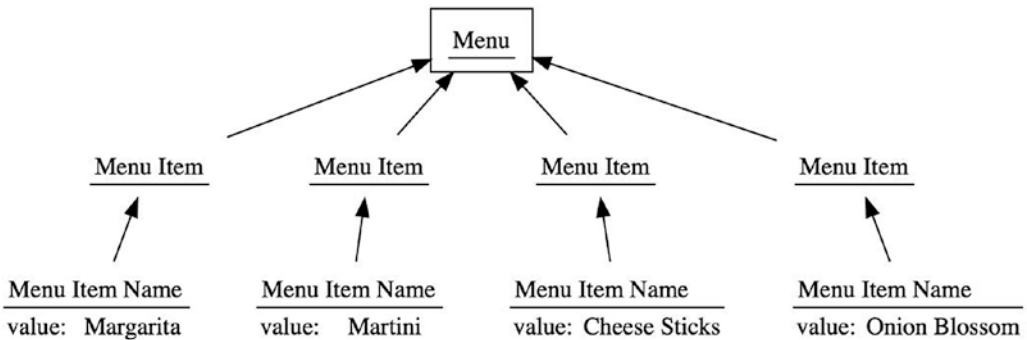 Menu
Menu Item Menu Item Menu Item Menu Item
Menu Item Name Menu Item Name Menu Item Name Menu Item Name
value: Margarita value: Martini value: Cheese Sticks value: Onion Blossom